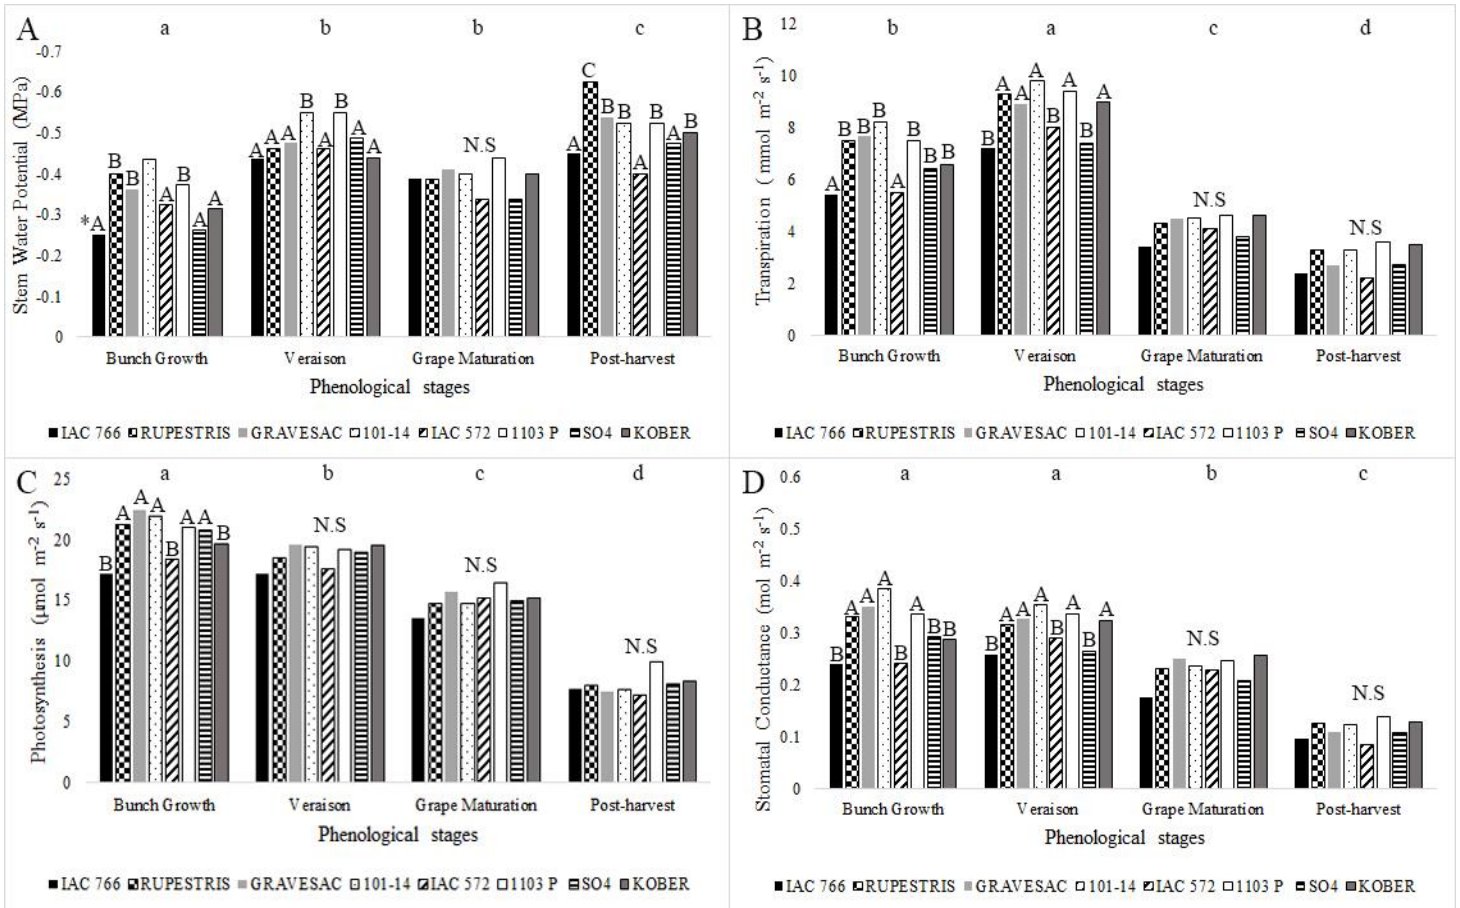 A
a b b c
Stem Water Potential (MPa)
-0.7
-0.6
-0.5
-0.4
-0.3
-0.2
-0.1
0
*A B B A B A A
A A A B A B A A
N.S
A C B B A B A B
Bunch Growth Veraison Grape Maturation Post-harvest
Phenological stages
IAC 766 RUPESTRIS GRAVESAC 101-14 IAC 572 1103 P SO4 KOBER
B
b a c d
Transpiration ( mmol m-2 s-1)
12
10
8
6
4
2
0
A B B B A B B B
B A A A B A B A
N.S
N.S
Bunch Growth Veraison Grape Maturation Post-harvest
Phenological stages
IAC 766 RUPESTRIS GRAVESAC 101-14 IAC 572 1103 P SO4 KOBER
C
a b c d
Photosynthesis (µmol m-2 s-1)
25
20
15
10
5
0
B A A A B A A B
N.S
N.S
N.S
Bunch Growth Veraison Grape Maturation Post-harvest
Phenological stages
IAC 766 RUPESTRIS GRAVESAC 101-14 IAC 572 1103 P SO4 KOBER
D
a a b c
Stomatal Conductance (mol m-2 s-1)
0.6
0.5
0.4
0.3
0.2
0.1
0
B A A A B A B B
B A A A B A B A
N.S
N.S
Bunch Growth Veraison Grape Maturation Post-harvest
Phenological stages
IAC 766 RUPESTRIS GRAVESAC 101-14 IAC 572 1103 P SO4 KOBER